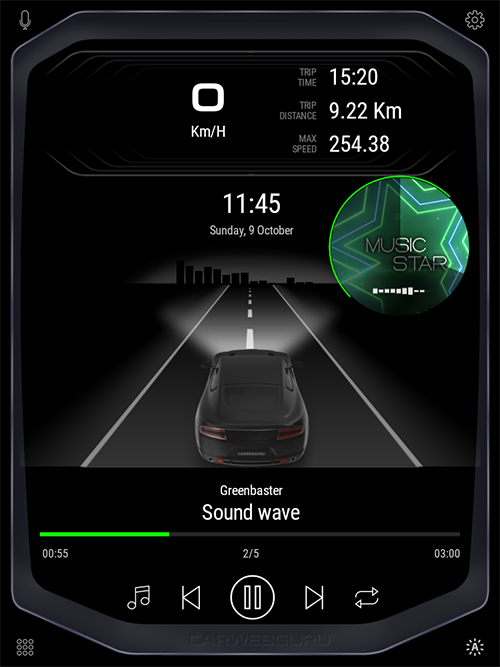 0
Km/H
TRIP
TIME
15:20
TRIP
DISTANCE
9.22 Km
MAX
SPEED
254.38
11:45
Sunday, 9 October
MUSIC
STAR
CARWEBGURU
Greenbaster
Sound wave
00:55
2/5
03:00
CARWEBGURU
A